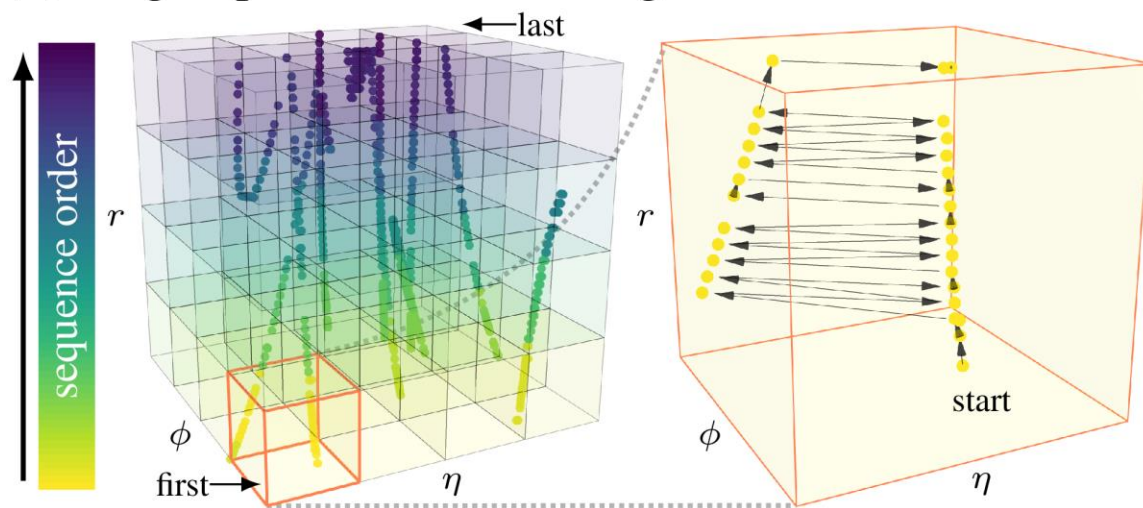 last
sequence order
r
r
start
ϕ
ϕ
first
η
η